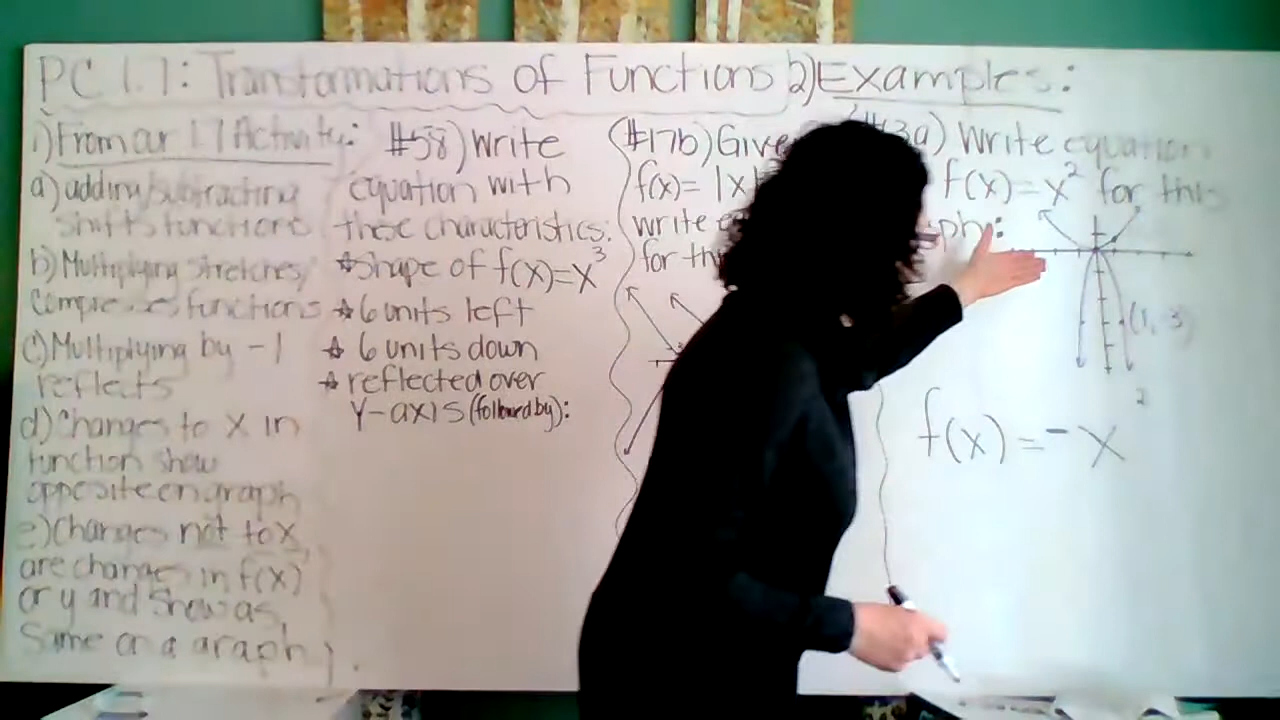 PC 1.7: Transformations of Functions 2) Examples:
1) From our 1.7 Activity:
a) adding/subtracting
shifts functions
b) Multiplying stretches/
compresses functions
c) Multiplying by -1
reflects
d) Changes to x in
function show
opposite on graph
e) Changes not to x
are changes in f(x)
or y and show as
same on a graph
#58) Write
equation with
these characteristics:
☆ Shape of f(x)=x³
☆ 6 units left
☆ 6 units down
☆ reflected over
y-axis (followed by):
(#17b) Give
f(x)= |x|
write
for th
3a) Write equation
f(x)=x² for this
ph:
(1,-3)
f(x)=-x²